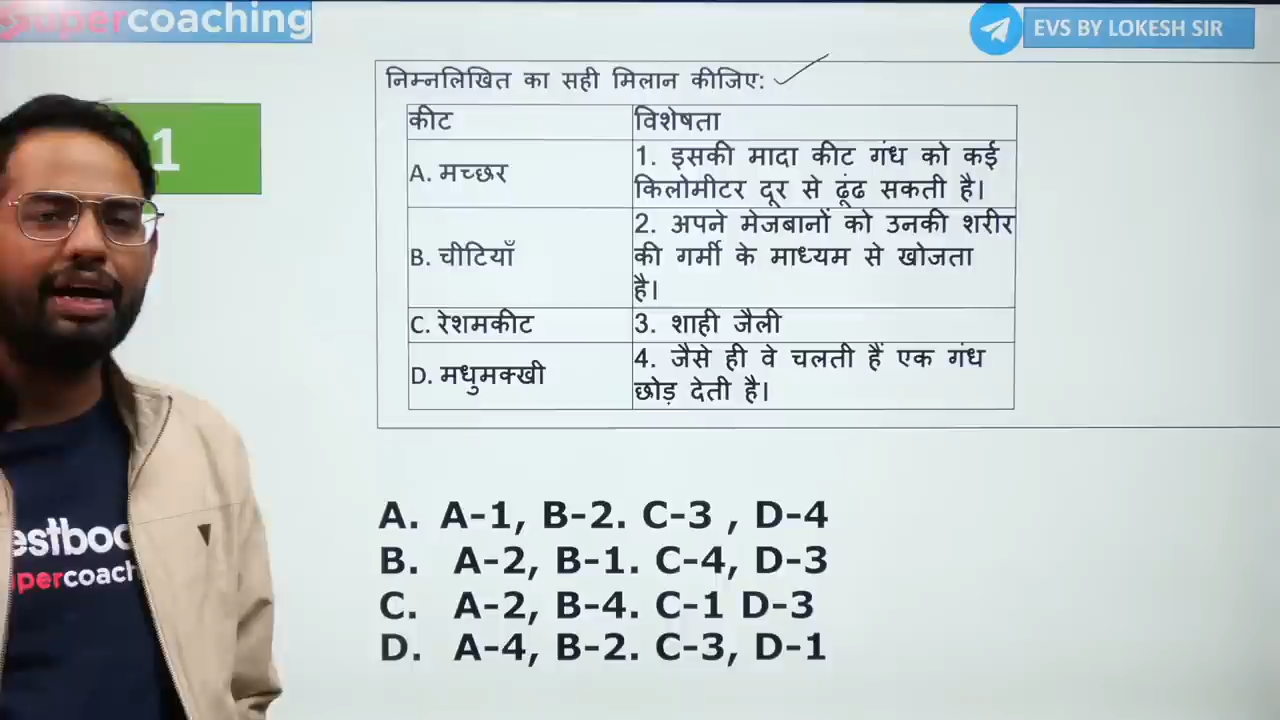 supercoaching
EVS BY LOKESH SIR
1
निम्नलिखित का सही मिलान कीजिए:
कीट
विशेषता
A. मच्छर
1. इसकी मादा कीट गंध को कई
किलोमीटर दूर से ढूंढ सकती है।
B. चीटियाँ
2. अपने मेजबानों को उनकी शरीर
की गर्मी के माध्यम से खोजता
है।
C. रेशमकीट
3. शाही जैली
D. मधुमक्खी
4. जैसे ही वे चलती हैं एक गंध
छोड़ देती है।
A. A-1, B-2. C-3 , D-4
B. A-2, B-1. C-4, D-3
C. A-2, B-4. C-1 D-3
D. A-4, B-2. C-3, D-1
estboo
percoach